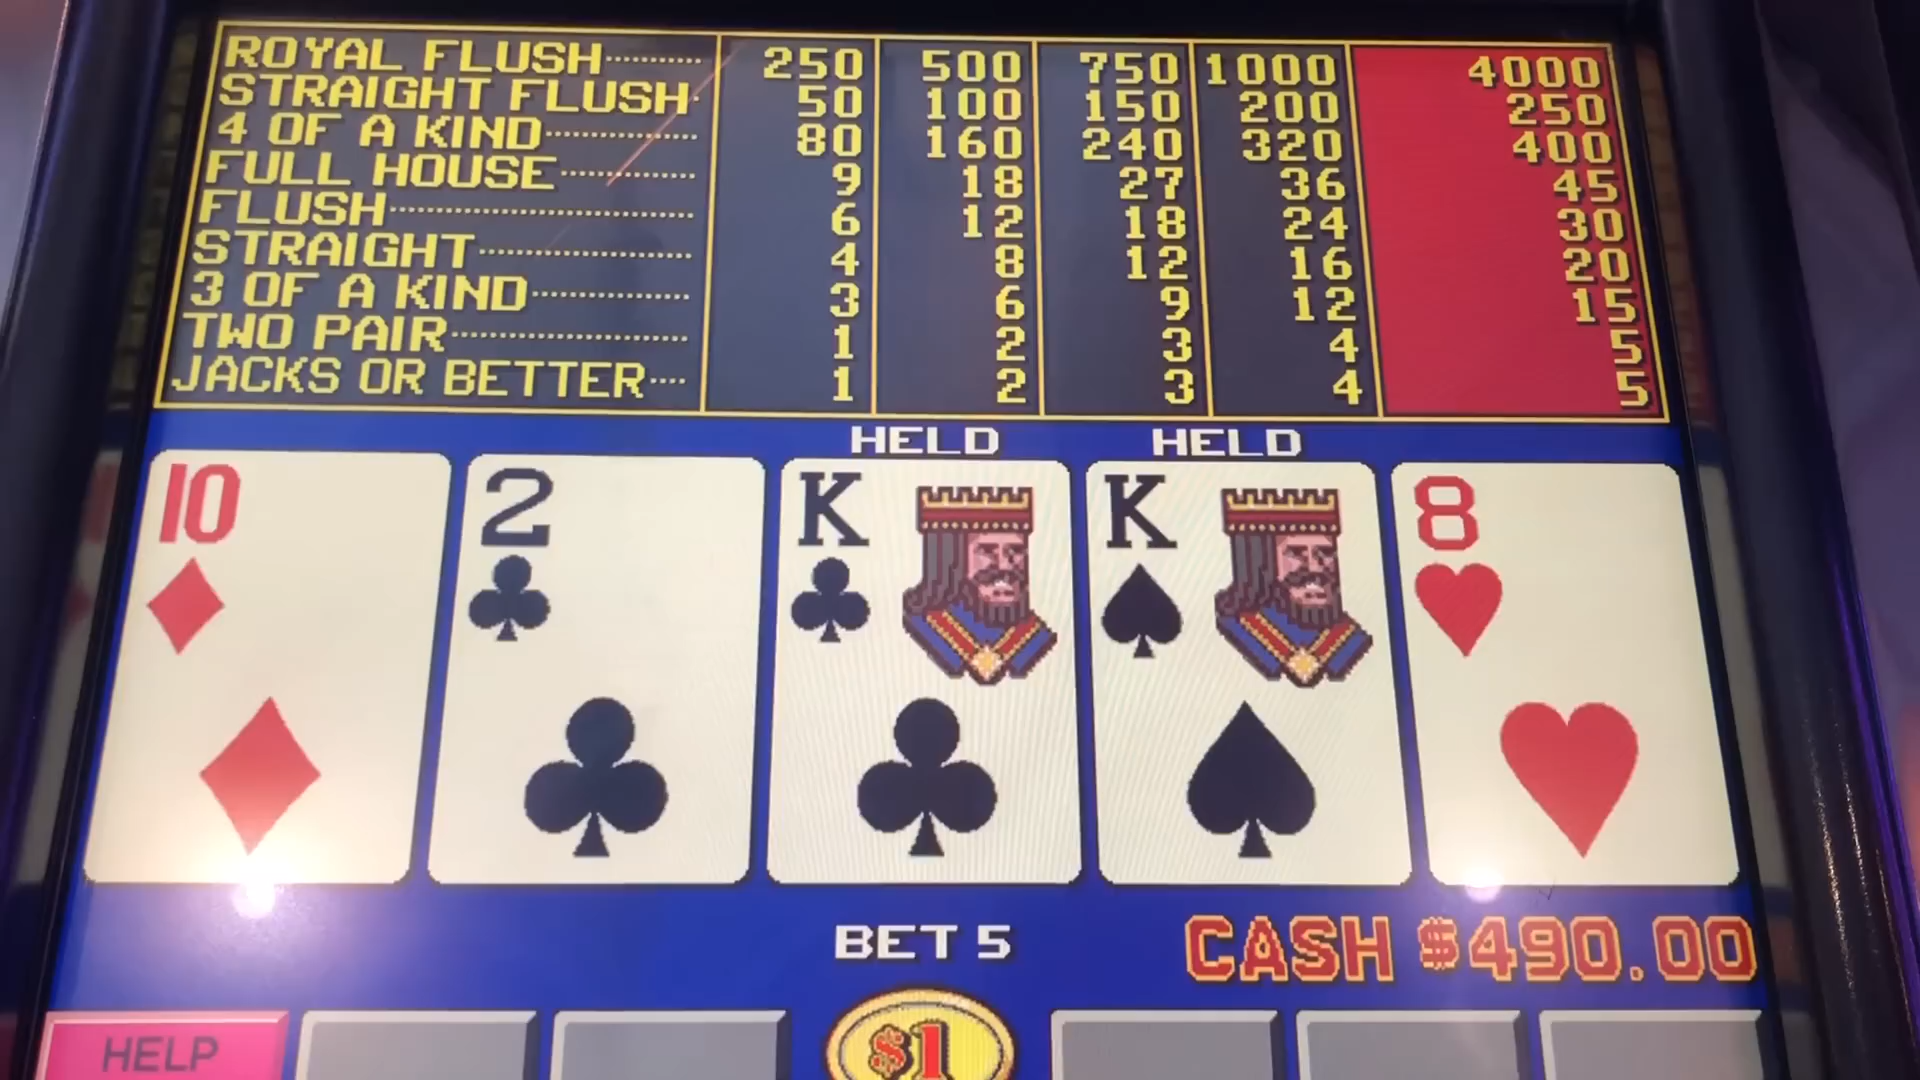 ROYAL FLUSH 250 500 750 1000 4000
STRAIGHT FLUSH 50 100 150 200 250
4 OF A KIND 80 160 240 320 400
FULL HOUSE 9 18 27 36 45
FLUSH 6 12 18 24 30
STRAIGHT 4 8 12 16 20
3 OF A KIND 3 6 9 12 15
TWO PAIR 1 2 3 4 5
JACKS OR BETTER 1 2 3 4 5
HELD HELD
10 2 K K 8
BET 5 CASH $490.00
HELP $1